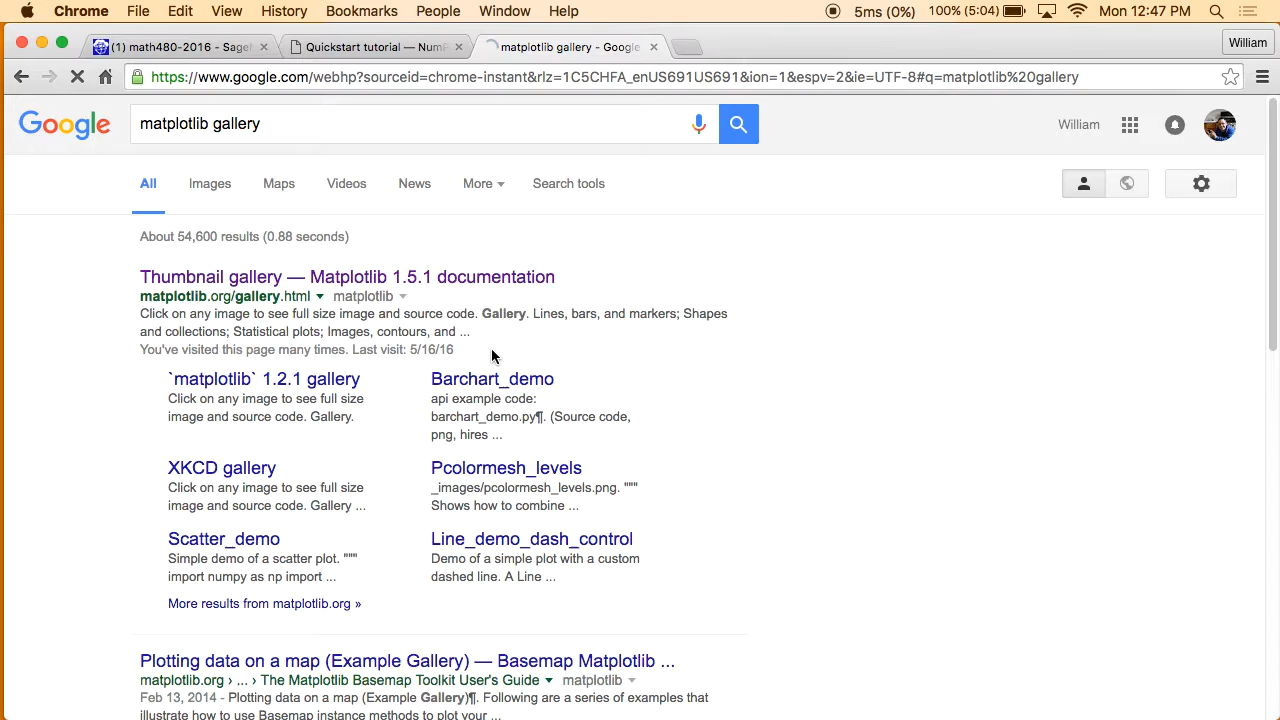 Chrome File Edit View History Bookmarks People Window Help 5ms (0%) 100% (5:04) Mon 12:47 PM
(1) math480-2016 - Sage Quickstart tutorial — NumP matplotlib gallery - Google William
https://www.google.com/webhp?sourceid=chrome-instant&rlz=1C5CHFA_enUS691US691&ion=1&espv=2&ie=UTF-8#q=matplotlib%20gallery
Google matplotlib gallery William
All Images Maps Videos News More Search tools
About 54,600 results (0.88 seconds)
Thumbnail gallery — Matplotlib 1.5.1 documentation
matplotlib.org/gallery.html matplotlib
Click on any image to see full size image and source code. Gallery. Lines, bars, and markers; Shapes
and collections; Statistical plots; Images, contours, and ...
You've visited this page many times. Last visit: 5/16/16
`matplotlib` 1.2.1 gallery
Click on any image to see full size
image and source code. Gallery.
Barchart_demo
api example code:
barchart_demo.py¶. (Source code,
png, hires ...
XKCD gallery
Click on any image to see full size
image and source code. Gallery ...
Pcolormesh_levels
_images/pcolormesh_levels.png. """
Shows how to combine ...
Scatter_demo
Simple demo of a scatter plot. """
import numpy as np import ...
Line_demo_dash_control
Demo of a simple plot with a custom
dashed line. A Line ...
More results from matplotlib.org »
Plotting data on a map (Example Gallery) — Basemap Matplotlib ...
matplotlib.org › ... › The Matplotlib Basemap Toolkit User's Guide matplotlib
Feb 13, 2014 - Plotting data on a map (Example Gallery)¶. Following are a series of examples that
illustrate how to use Basemap instance methods to plot your ...